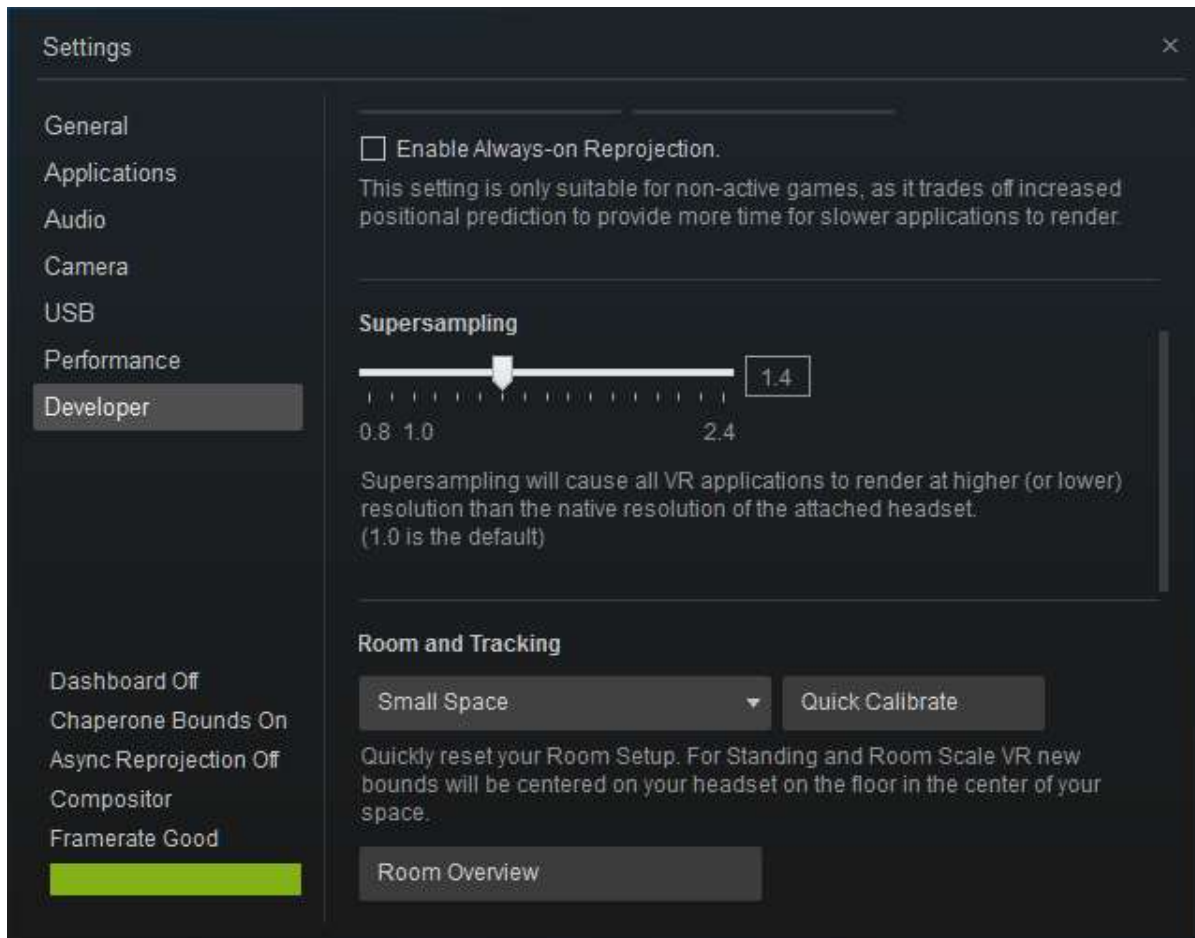 Settings
General
Applications
Audio
Camera
USB
Performance
Developer
Dashboard Off
Chaperone Bounds On
Async Reprojection Off
Compositor
Framerate Good
Enable Always-on Reprojection.
This setting is only suitable for non-active games, as it trades off increased
positional prediction to provide more time for slower applications to render.
Supersampling
1.4
0.8 1.0 2.4
Supersampling will cause all VR applications to render at higher (or lower)
resolution than the native resolution of the attached headset.
(1.0 is the default)
Room and Tracking
Small Space
Quick Calibrate
Quickly reset your Room Setup. For Standing and Room Scale VR new
bounds will be centered on your headset on the floor in the center of your
space.
Room Overview